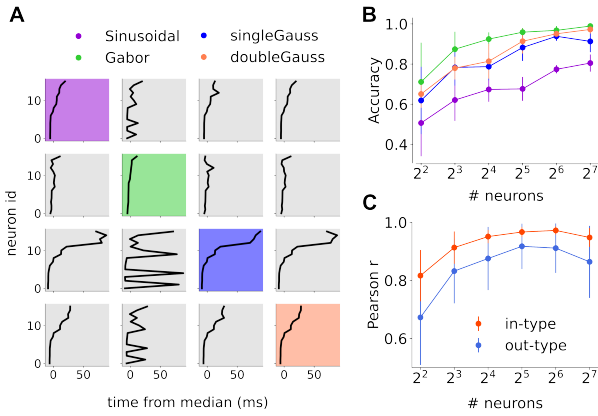 A
Sinusoidal
singleGauss
Gabor
doubleGauss
10
0
10
0
10
0
10
0
neuron id
0 50
0 50
0 50
0 50
time from median (ms)
B
1.0
0.8
0.6
0.4
Accuracy
2² 2³ 2⁴ 2⁵ 2⁶ 2⁷
# neurons
C
1.0
0.8
0.6
Pearson r
in-type
out-type
2² 2³ 2⁴ 2⁵ 2⁶ 2⁷
# neurons